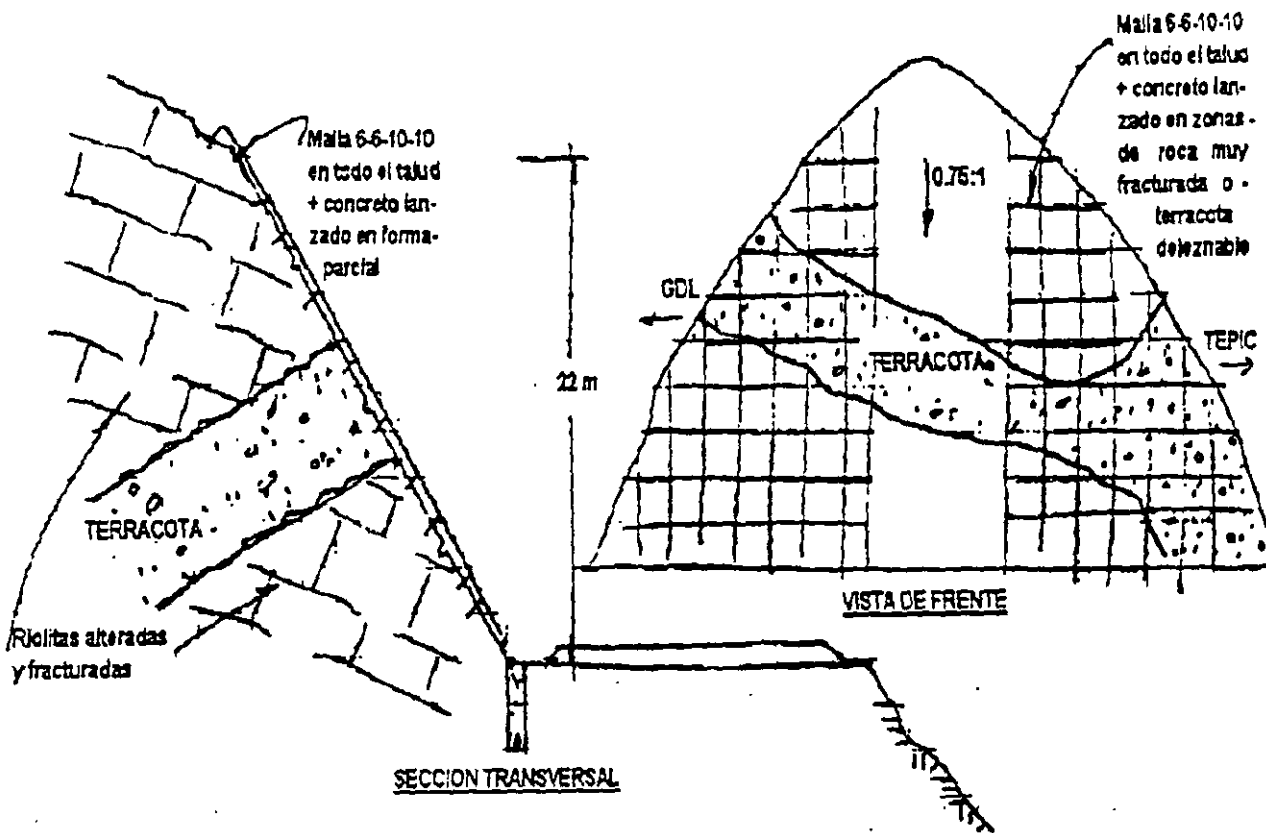 Malla 6-6-10-10
en todo el talud
+ concreto lan-
zado en forma-
parcial
TERRACOTA
Riolitas alteradas
y fracturadas
SECCION TRANSVERSAL
22 m
Malla 6-6-10-10
en todo el talud
+ concreto lan-
zado en zonas-
de roca muy
fracturada o -
terracota
deleznable
0.75:1
GDL
TERRACOTA
TEPIC
VISTA DE FRENTE